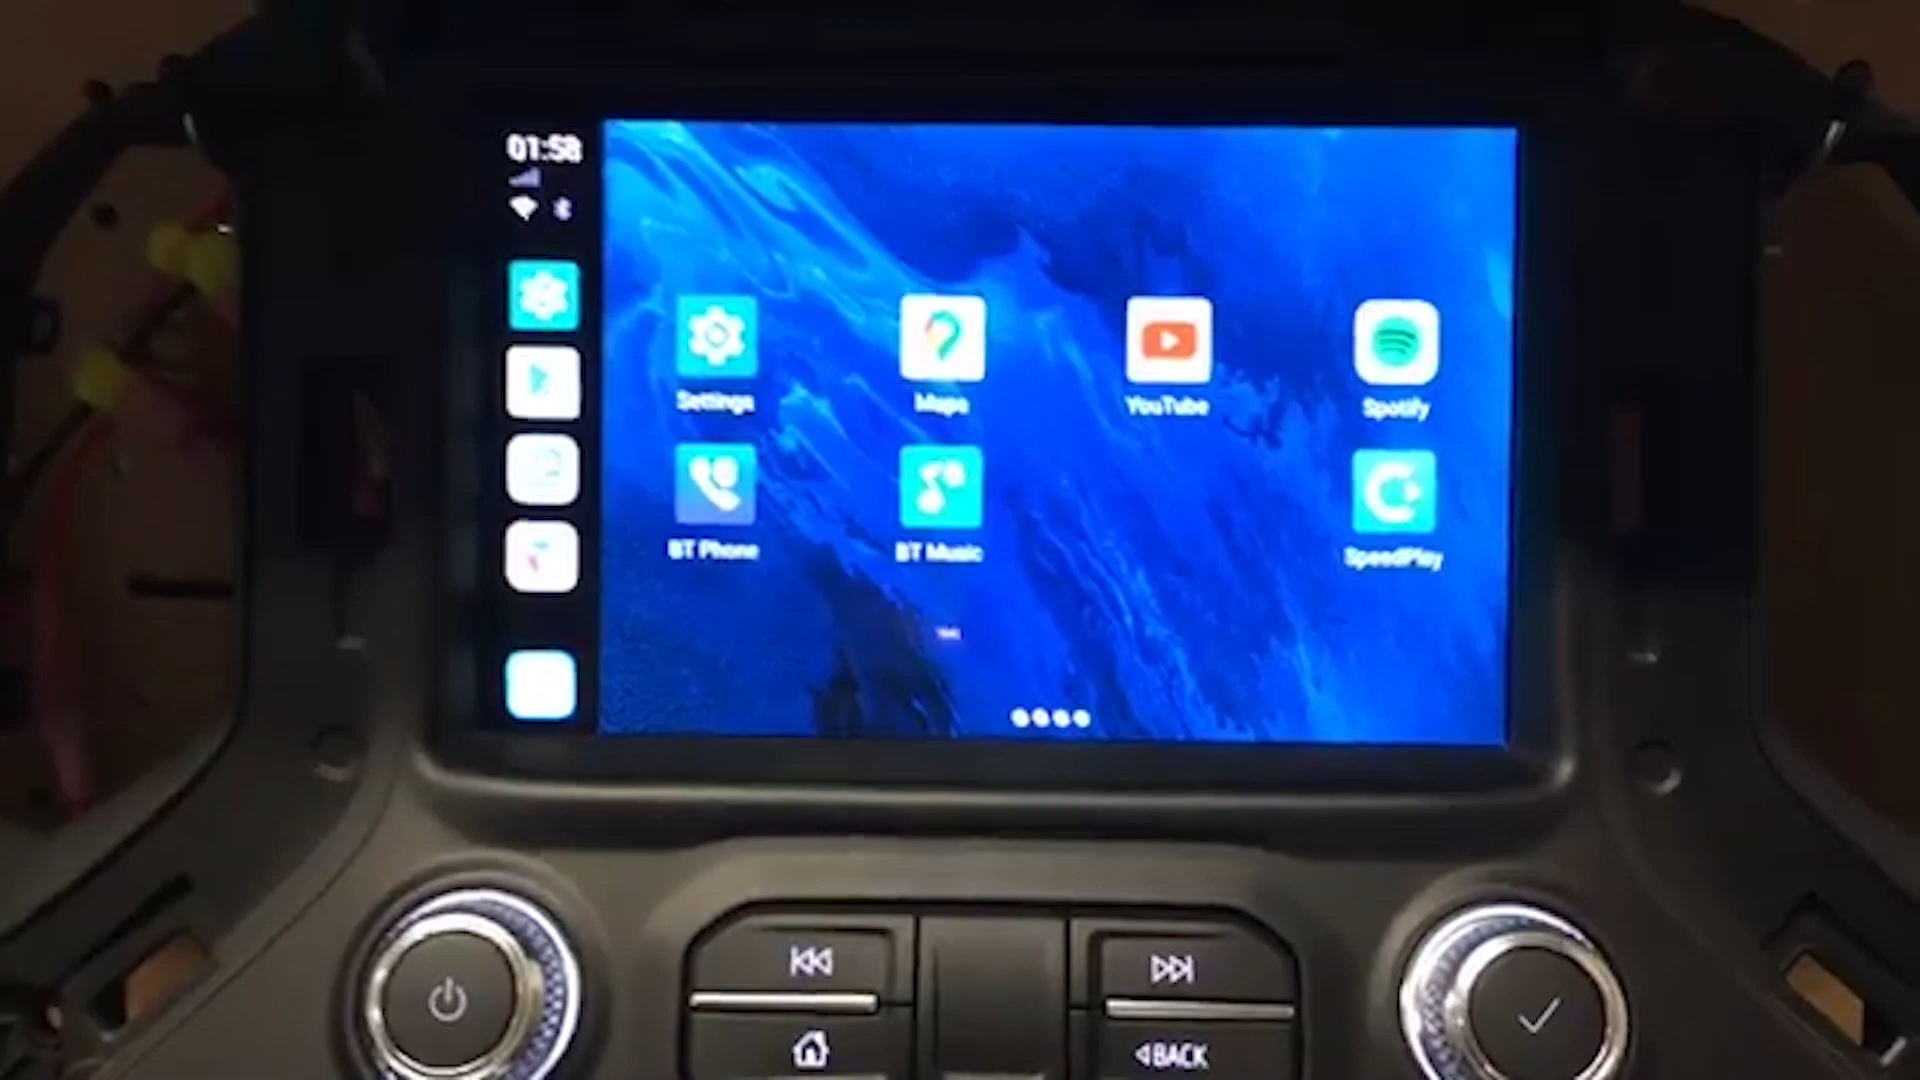 01:58
Settings
Maps
YouTube
Spotify
BT Phone
BT Music
SpeedPlay
BACK